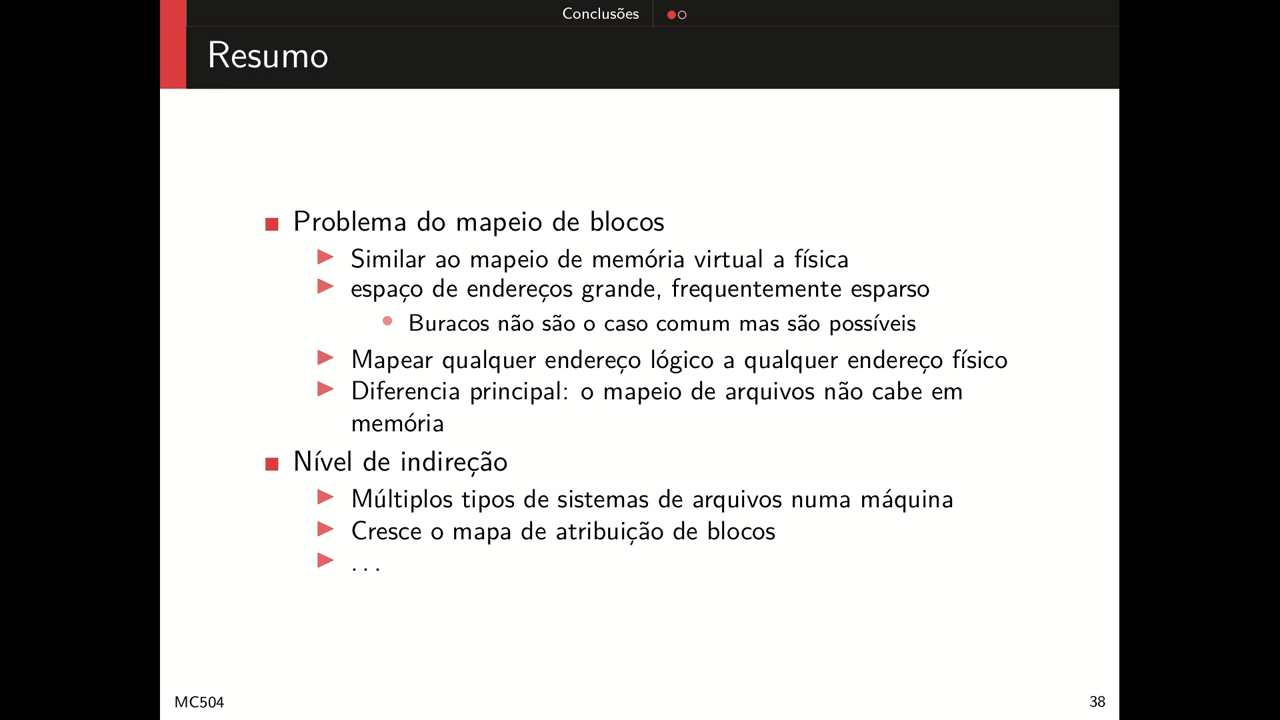 Conclusões
Resumo
Problema do mapeio de blocos
Similar ao mapeio de memória virtual a física
espaço de endereços grande, frequentemente esparso
Buracos não são o caso comum mas são possíveis
Mapear qualquer endereço lógico a qualquer endereço físico
Diferencia principal: o mapeio de arquivos não cabe em
memória
Nível de indireção
Múltiplos tipos de sistemas de arquivos numa máquina
Cresce o mapa de atribuição de blocos
. . .
MC504
38